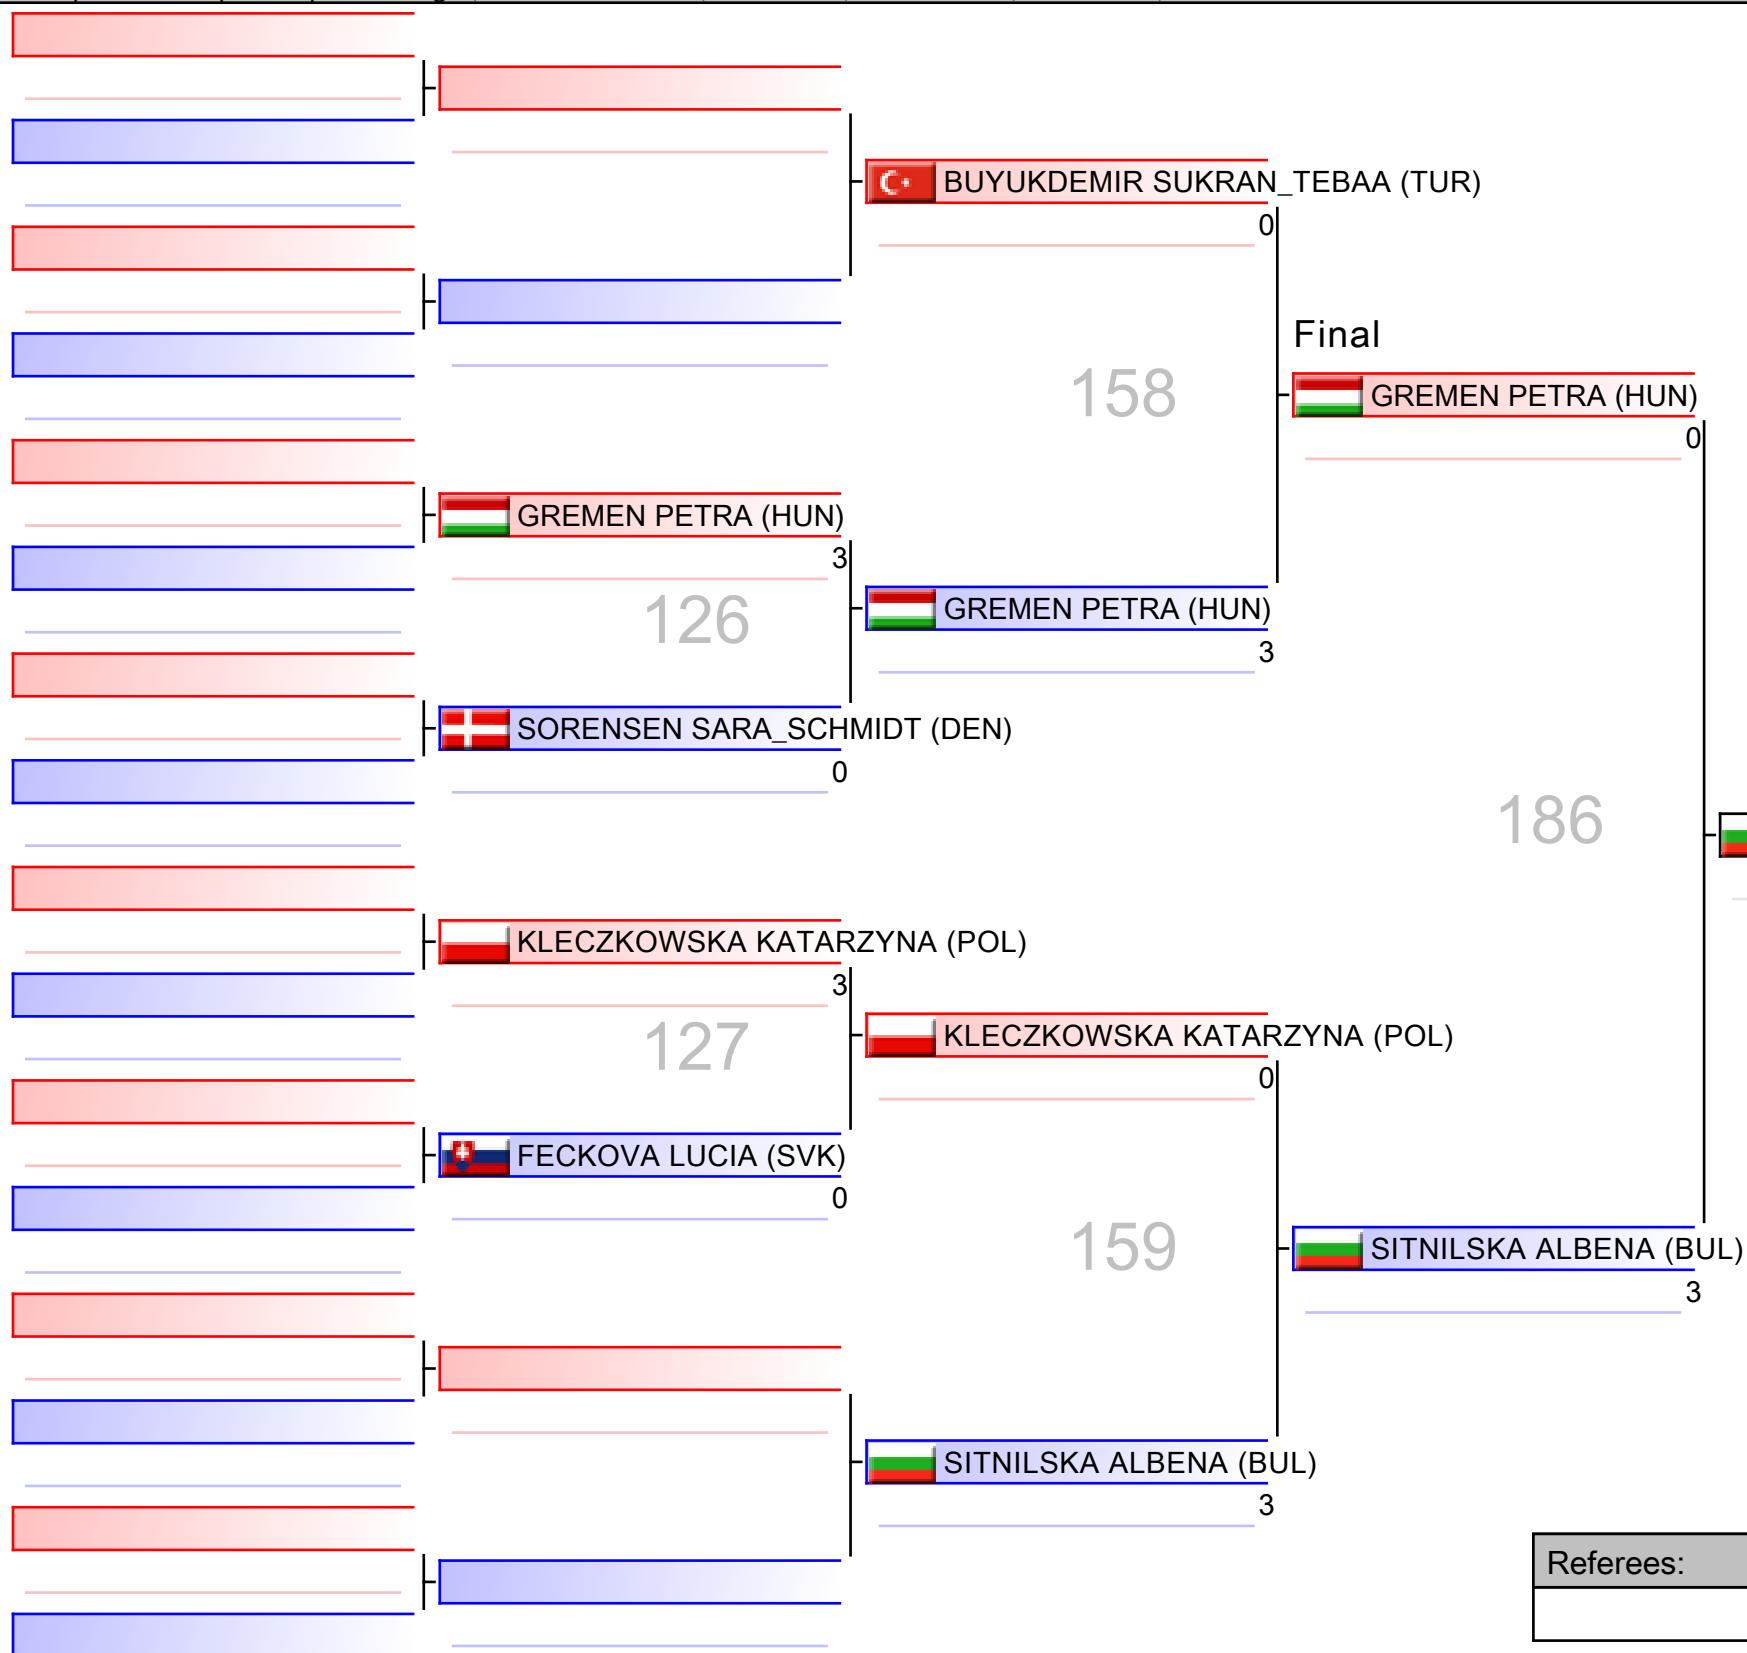 BUYUKDEMIR SUKRAN_TEBAA (TUR)
0
Final
158
GREMEN PETRA (HUN)
0
GREMEN PETRA (HUN)
3
126
GREMEN PETRA (HUN)
3
SORENSEN SARA_SCHMIDT (DEN)
0
186
KLECZKOWSKA KATARZYNA (POL)
3
127
KLECZKOWSKA KATARZYNA (POL)
0
FECKOVA LUCIA (SVK)
0
159
SITNILSKA ALBENA (BUL)
3
SITNILSKA ALBENA (BUL)
3
Referees: